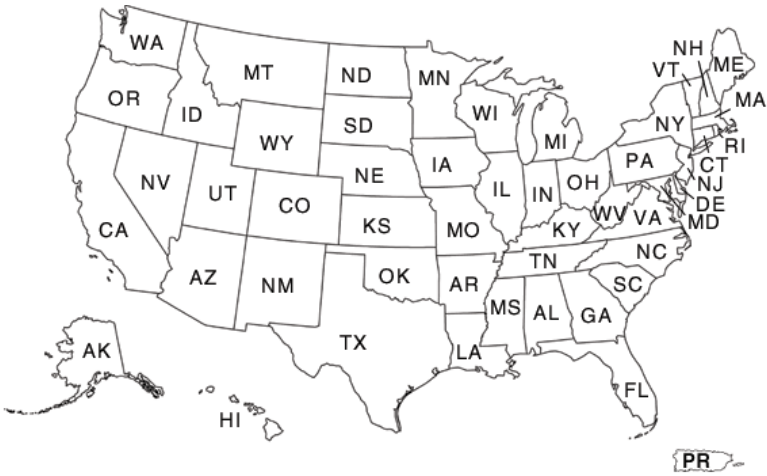 WA
MT
ND
MN
NH
VT
ME
OR
ID
SD
WI
MI
NY
MA
WY
RI
IA
NE
PA
CT
NV
UT
CO
IL
IN
OH
NJ
DE
CA
KS
MO
KY
WV
VA
MD
AZ
NM
OK
AR
TN
NC
SC
MS
AL
GA
TX
LA
AK
HI
FL
PR